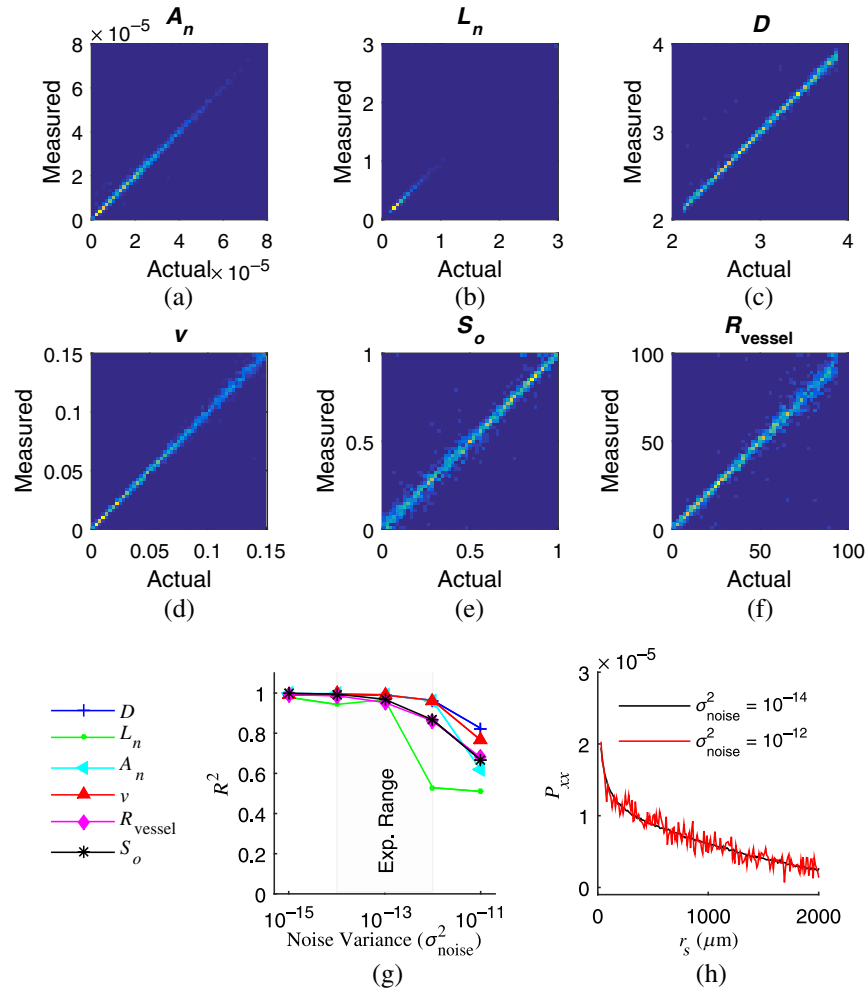 A_n
L_n
D
× 10⁻⁵
8
6
4
2
0
Measured
0 2 4 6 8
Actual × 10⁻⁵
(a)
3
2
1
0
Measured
0 1 2 3
Actual
(b)
4
3
2
Measured
2 3 4
Actual
(c)
v
S_o
R_vessel
0.15
0.1
0.05
0
Measured
0 0.05 0.1 0.15
Actual
(d)
1
0.5
0
Measured
0 0.5 1
Actual
(e)
100
50
0
Measured
0 50 100
Actual
(f)
D
L_n
A_n
v
R_vessel
S_o
1
0.8
0.6
0.4
0.2
0
R²
Exp. Range
10⁻¹⁵ 10⁻¹³ 10⁻¹¹
Noise Variance (σ²_noise)
(g)
× 10⁻⁵
3
2
1
0
P_xx
σ²_noise = 10⁻¹⁴
σ²_noise = 10⁻¹²
0 1000 2000
r_s (μm)
(h)